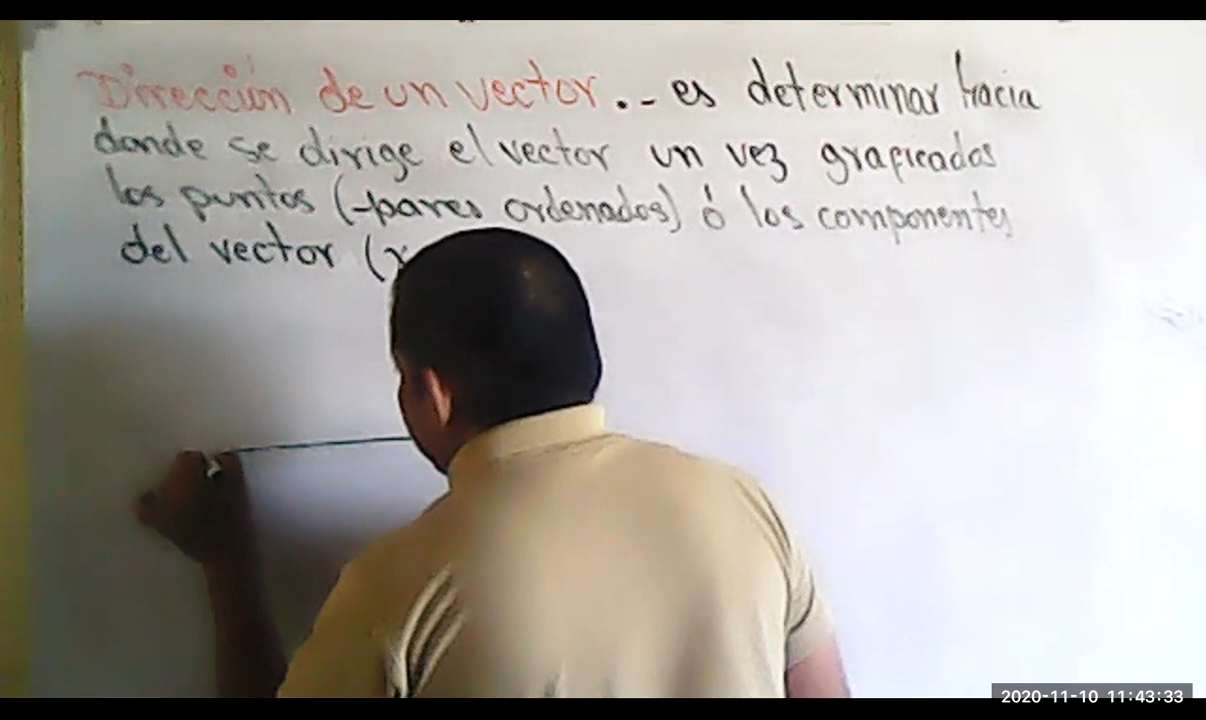 Dirección de un vector.- es determinar hacia
donde se dirige el vector un vez graficados
los puntos (pares ordenados) ó los componentes
del vector (x
2020-11-10 11:43:33